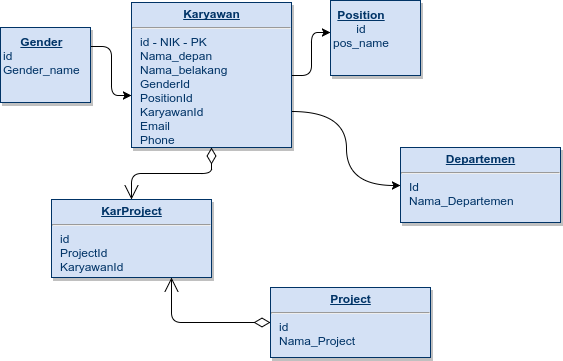 Gender
id
Gender_name
Karyawan
id - NIK - PK
Nama_depan
Nama_belakang
GenderId
PositionId
KaryawanId
Email
Phone
Position
id
pos_name
Departemen
Id
Nama_Departemen
KarProject
id
ProjectId
KaryawanId
Project
id
Nama_Project